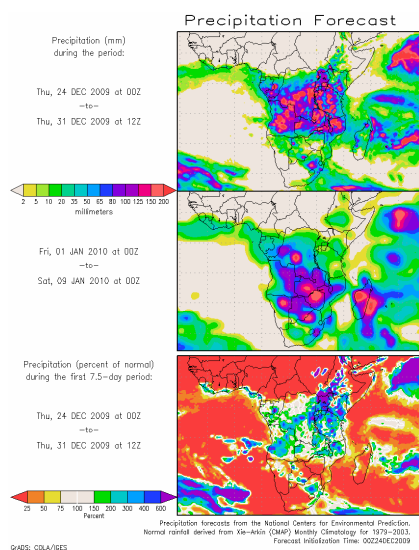 Precipitation Forecast
Precipitation (mm)
during the period:
Thu, 24 DEC 2009 at 00Z
-to-
Thu, 31 DEC 2009 at 12Z
2 5 10 20 35 50 65 80 100 125 150 200
millimeters
Fri, 01 JAN 2010 at 00Z
-to-
Sat, 09 JAN 2010 at 00Z
Precipitation (percent of normal)
during the first 7.5-day period:
Thu, 24 DEC 2009 at 00Z
-to-
Thu, 31 DEC 2009 at 12Z
25 50 75 100 150 200 300 400 600
Percent
Precipitation forecasts from the National Centers for Environmental Prediction.
Normal rainfall derived from Xie-Arkin (CMAP) Monthly Climatology for 1979-2003.
Forecast Initialization Time: 00Z24DEC2009
GrADS: COLA/IGES